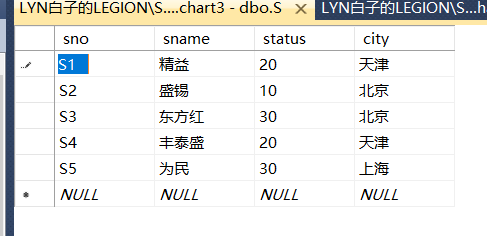 LYN白子的LEGION\S....chart3 - dbo.S LYN白子的LEGION\S...ha
sno sname status city
S1 精益 20 天津
S2 盛锡 10 北京
S3 东方红 30 北京
S4 丰泰盛 20 天津
S5 为民 30 上海
NULL NULL NULL NULL